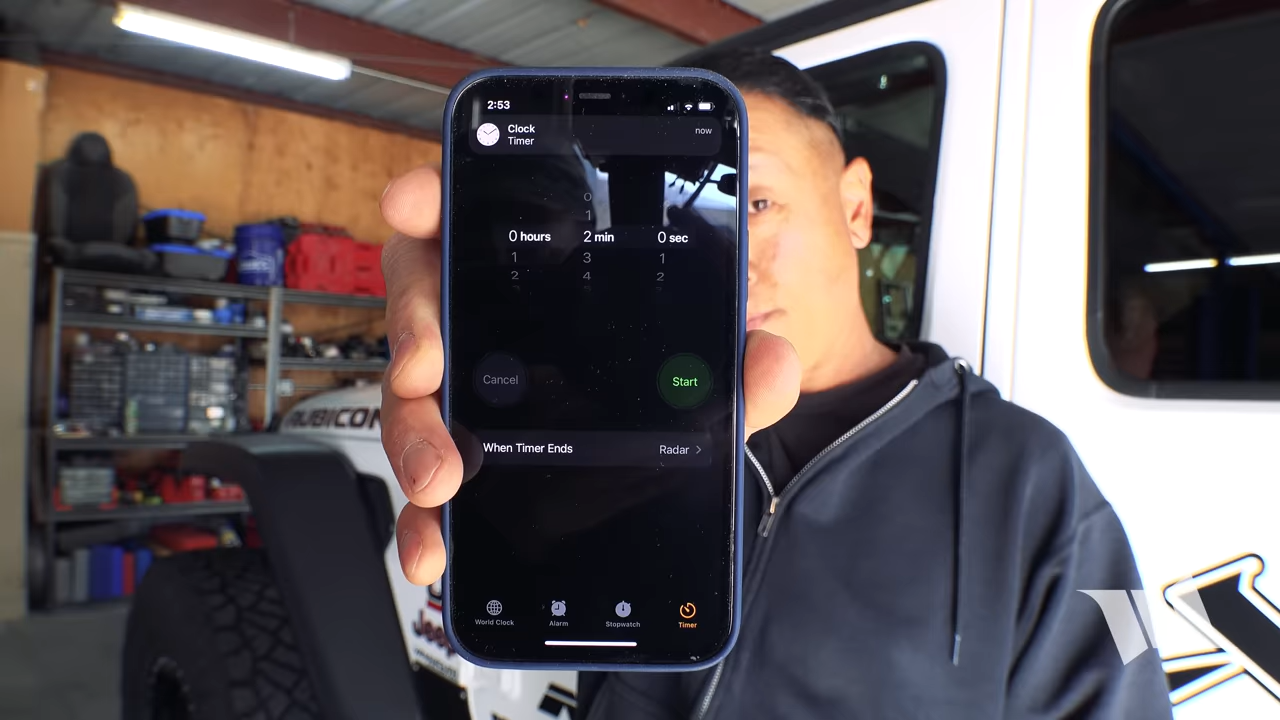 2:53
Clock
now
Timer
0
1
0 hours 2 min 0 sec
1 3 1
2 4 2
Cancel
Start
When Timer Ends
Radar
World Clock
Alarm
Stopwatch
Timer
RUBICON
Jeep